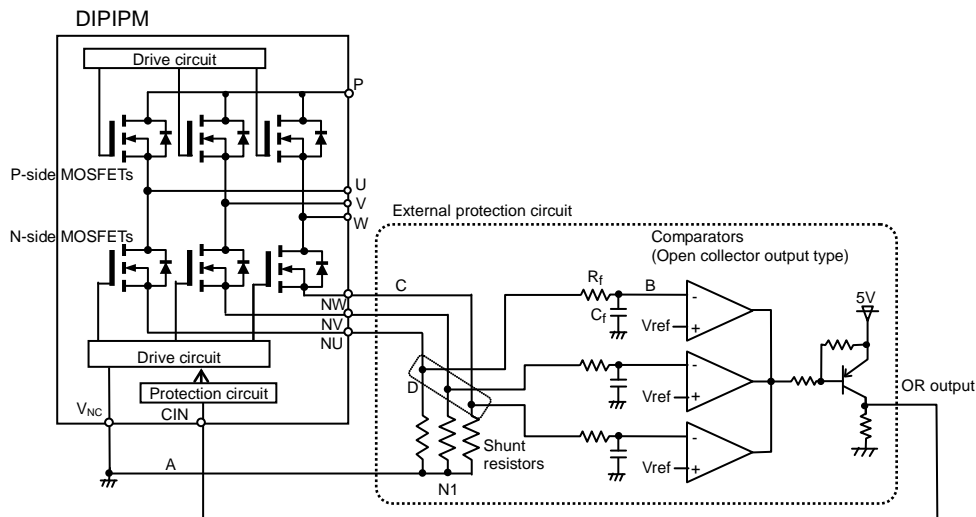 DIPIPM
Drive circuit
P
P-side MOSFETs
U
V
W
N-side MOSFETs
External protection circuit
Comparators
(Open collector output type)
C
Rf
B
Cf
5V
NW
NV
NU
-
Vref
+
Drive circuit
Protection circuit
D
-
Vref
+
OR output
VNC
CIN
Shunt
resistors
-
Vref
+
A
N1